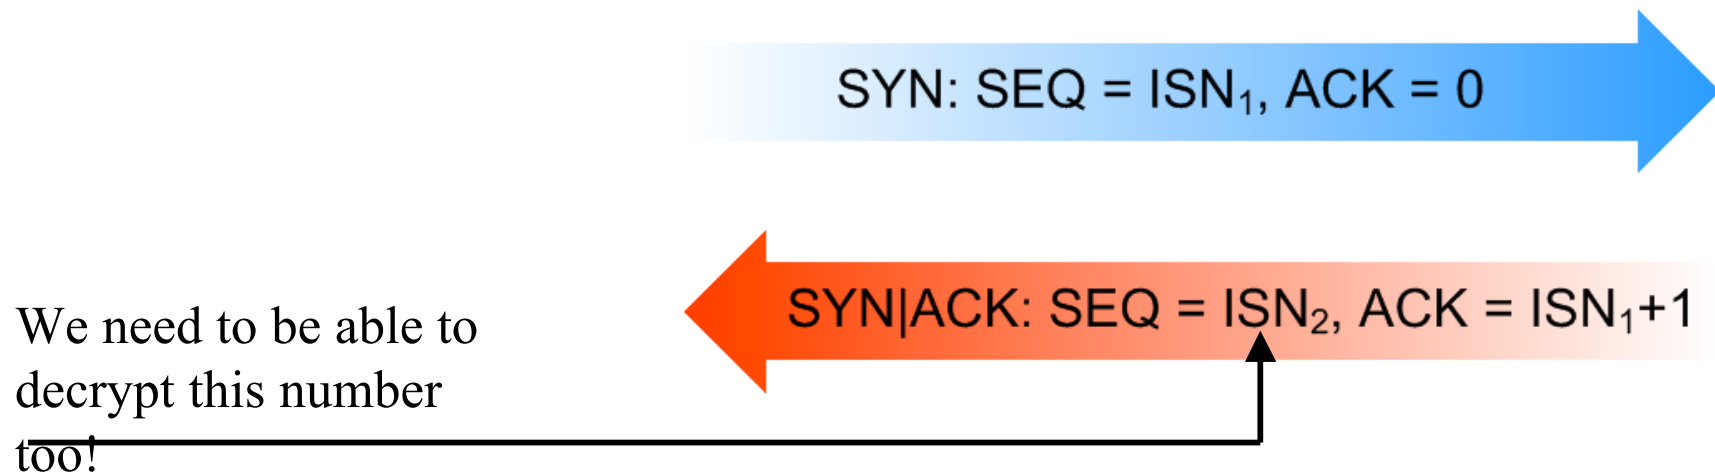 SYN: SEQ = ISN₁, ACK = 0
SYN|ACK: SEQ = ISN₂, ACK = ISN₁+1
We need to be able to
decrypt this number
too!